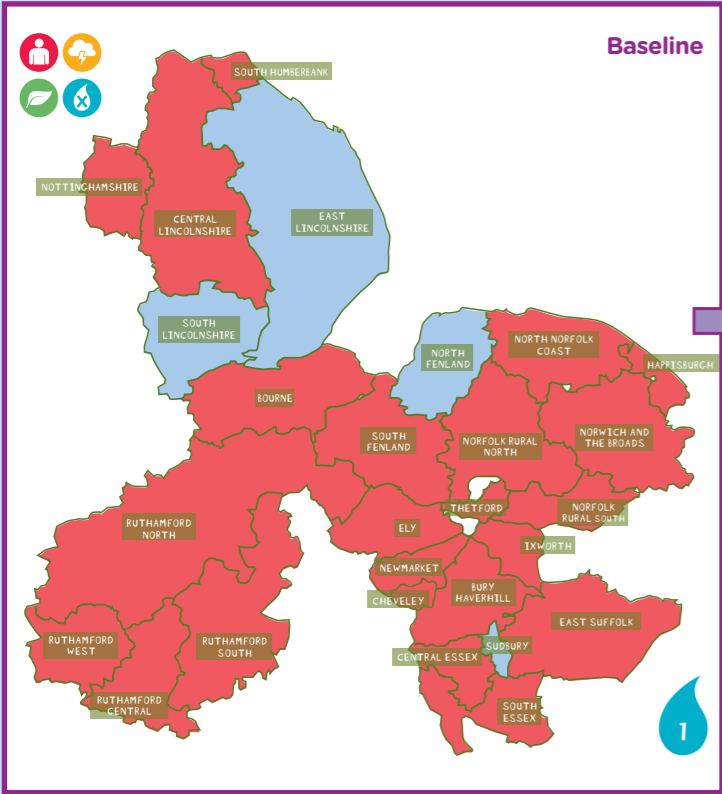 Baseline
SOUTH HUMBERBANK
NOTTINGHAMSHIRE
CENTRAL
LINCOLNSHIRE
EAST
LINCOLNSHIRE
SOUTH
LINCOLNSHIRE
NORTH
FENLAND
NORTH NORFOLK
COAST
HAPPISBURGH
BOURNE
SOUTH
FENLAND
NORFOLK RURAL
NORTH
NORWICH AND
THE BROADS
THETFORD
NORFOLK
RURAL SOUTH
RUTHAMFORD
NORTH
ELY
IXWORTH
NEWMARKET
CHEVELEY
BURY
HAVERHILL
EAST SUFFOLK
RUTHAMFORD
WEST
RUTHAMFORD
SOUTH
CENTRAL ESSEX
SUDBURY
RUTHAMFORD
CENTRAL
SOUTH
ESSEX
1